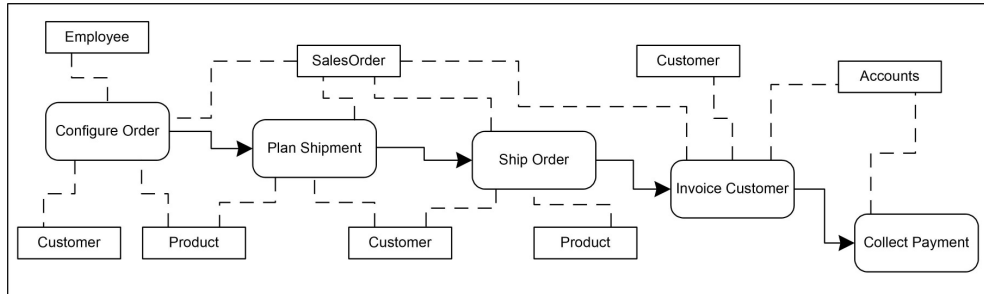 Employee
SalesOrder
Customer
Accounts
Configure Order
Plan Shipment
Ship Order
Invoice Customer
Collect Payment
Customer
Product
Customer
Product